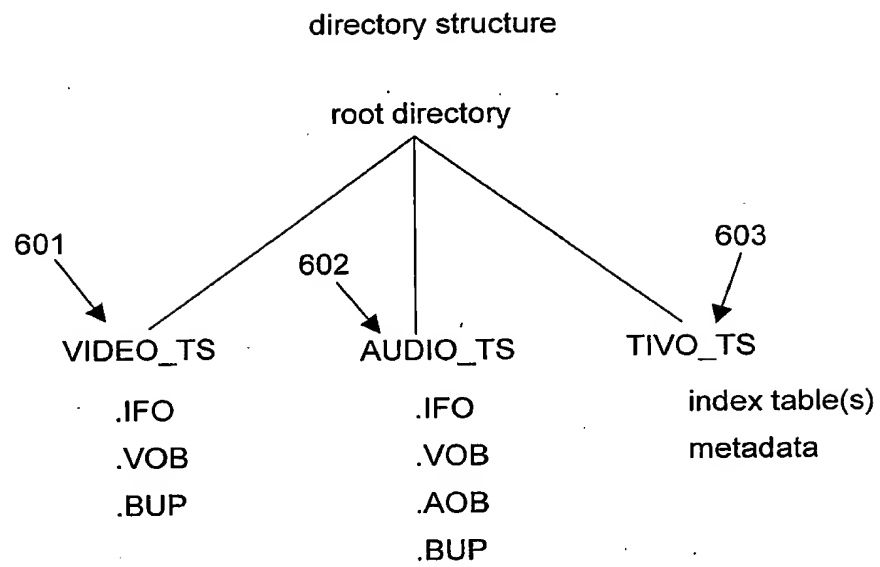 directory structure
root directory
601
602
603
VIDEO_TS
AUDIO_TS
TIVO_TS
.IFO
.VOB
.BUP
.IFO
.VOB
.AOB
.BUP
index table(s)
metadata